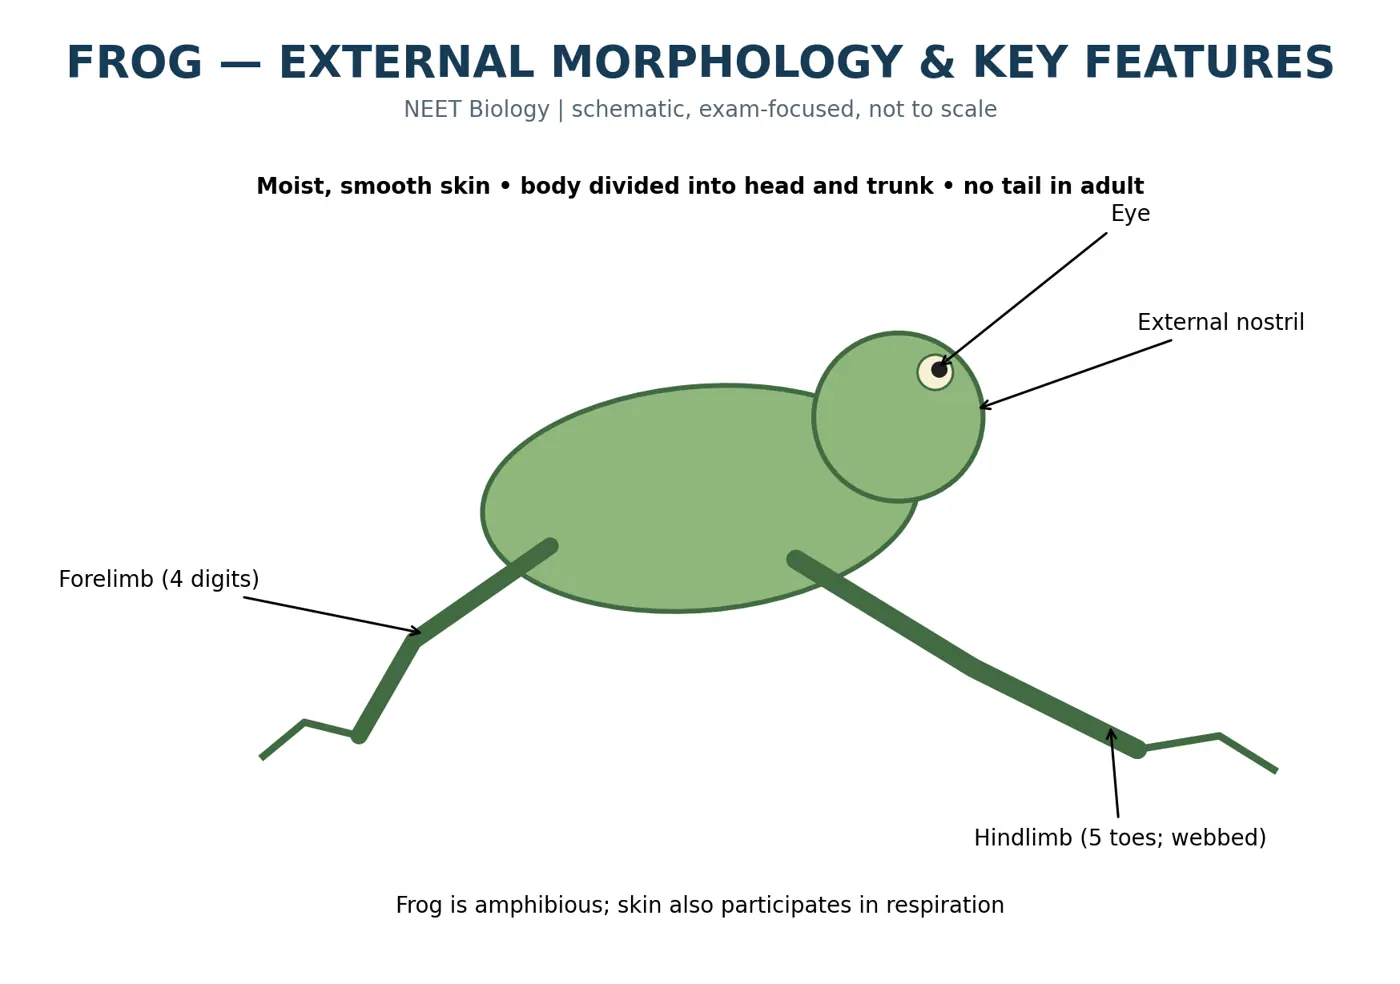 FROG — EXTERNAL MORPHOLOGY & KEY FEATURES
NEET Biology | schematic, exam-focused, not to scale
Moist, smooth skin • body divided into head and trunk • no tail in adult
Eye
External nostril
Forelimb (4 digits)
Hindlimb (5 toes; webbed)
Frog is amphibious; skin also participates in respiration